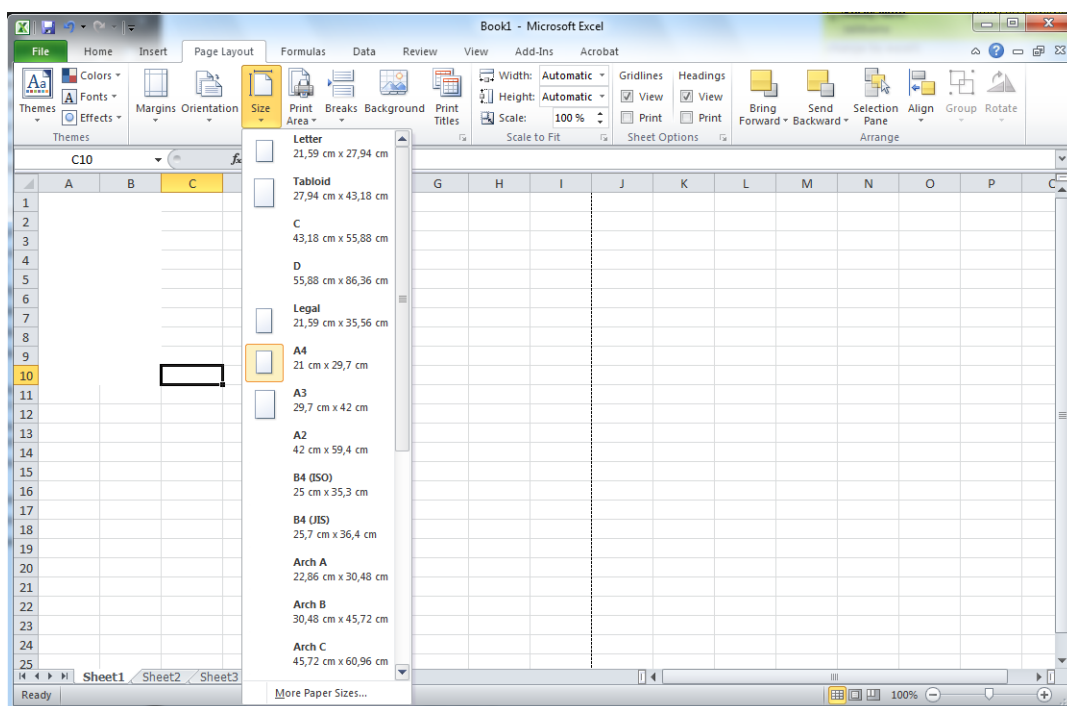 Book1 - Microsoft Excel
File Home Insert Page Layout Formulas Data Review View Add-Ins Acrobat
Themes Colors Fonts Effects Margins Orientation Size Print Area Breaks Background Print Titles Width: Automatic Height: Automatic Scale: 100 % Gridlines View Print Headings View Print Bring Forward Send Backward Selection Pane Align Group Rotate
Themes Scale to Fit Sheet Options Arrange
C10
A B C G H I J K L M N O P
1
2
3
4
5
6
7
8
9
10
11
12
13
14
15
16
17
18
19
20
21
22
23
24
25
Letter
21,59 cm x 27,94 cm
Tabloid
27,94 cm x 43,18 cm
C
43,18 cm x 55,88 cm
D
55,88 cm x 86,36 cm
Legal
21,59 cm x 35,56 cm
A4
21 cm x 29,7 cm
A3
29,7 cm x 42 cm
A2
42 cm x 59,4 cm
B4 (ISO)
25 cm x 35,3 cm
B4 (JIS)
25,7 cm x 36,4 cm
Arch A
22,86 cm x 30,48 cm
Arch B
30,48 cm x 45,72 cm
Arch C
45,72 cm x 60,96 cm
More Paper Sizes...
Sheet1 Sheet2 Sheet3
Ready 100%